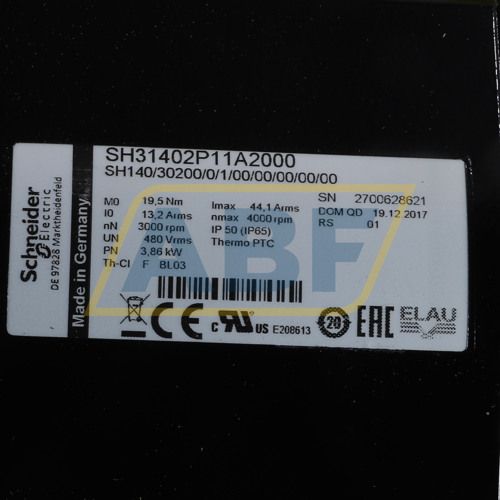 SH31402P11A2000
SH140/30200/0/1/00/00/00/00/00
M0 19,5 Nm Imax 44,1Arms SN 2700628621
I0 13,2 Arms nmax 4000 rpm DOM QD 19.12.2017
nN 3000 rpm IP 50 (IP65) RS 01
UN 480 Vrms Thermo PTC
PN 3,86 kW
Th-Cl F BL03
Schneider
Electric
DE 97828 Marktheidenfeld
Made in Germany
ABF
CE c UR US E208613 20 EAC ELAU